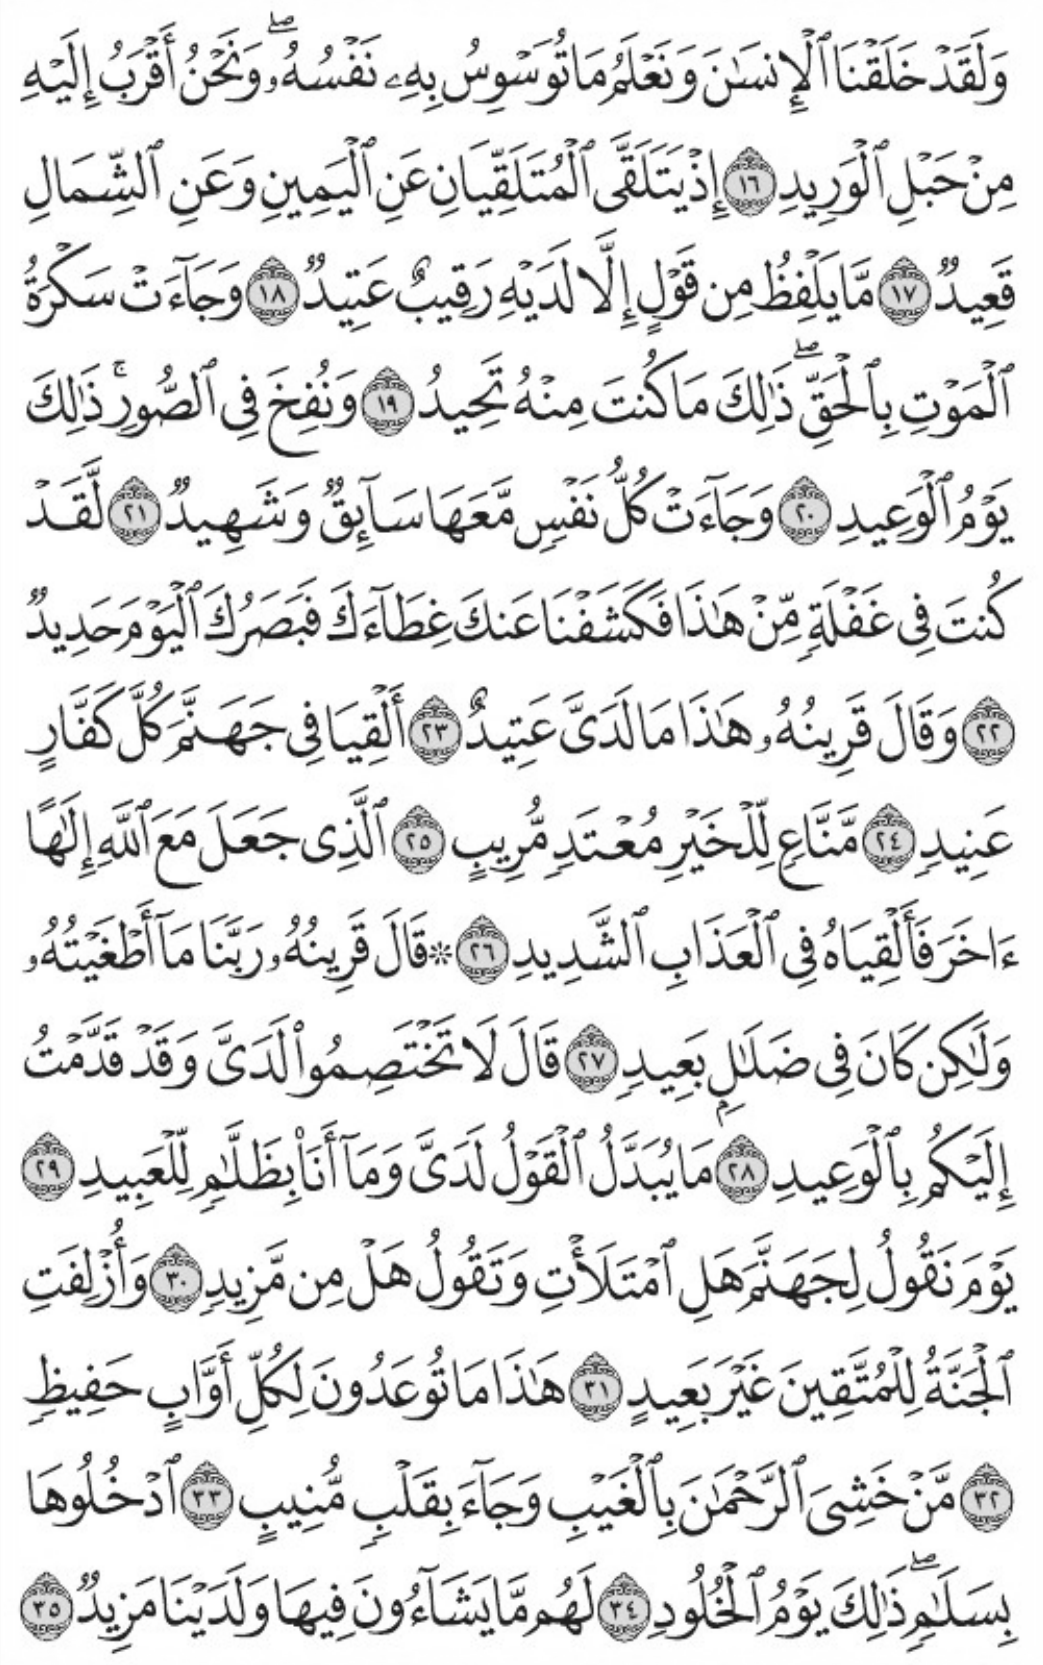 وَلَقَدْ خَلَقْنَا ٱلْإِنسَٰنَ وَنَعْلَمُ مَا تُوَسْوِسُ بِهِۦ نَفْسُهُۥۖ وَنَحْنُ أَقْرَبُ إِلَيْهِ
مِنْ حَبْلِ ٱلْوَرِيدِ ١٦ إِذْ يَتَلَقَّى ٱلْمُتَلَقِّيَانِ عَنِ ٱلْيَمِينِ وَعَنِ ٱلشِّمَالِ
قَعِيدٌ ١٧ مَّا يَلْفِظُ مِن قَوْلٍ إِلَّا لَدَيْهِ رَقِيبٌ عَتِيدٌ ١٨ وَجَآءَتْ سَكْرَةُ
ٱلْمَوْتِ بِٱلْحَقِّۖ ذَٰلِكَ مَا كُنتَ مِنْهُ تَحِيدُ ١٩ وَنُفِخَ فِى ٱلصُّورِۚ ذَٰلِكَ
يَوْمُ ٱلْوَعِيدِ ٢٠ وَجَآءَتْ كُلُّ نَفْسٍ مَّعَهَا سَآئِقٌ وَشَهِيدٌ ٢١ لَّقَدْ
كُنتَ فِى غَفْلَةٍ مِّنْ هَٰذَا فَكَشَفْنَا عَنكَ غِطَآءَكَ فَبَصَرُكَ ٱلْيَوْمَ حَدِيدٌ
٢٢ وَقَالَ قَرِينُهُۥ هَٰذَا مَا لَدَىَّ عَتِيدٌ ٢٣ أَلْقِيَا فِى جَهَنَّمَ كُلَّ كَفَّارٍ
عَنِيدٍ ٢٤ مَّنَّاعٍ لِّلْخَيْرِ مُعْتَدٍ مُّرِيبٍ ٢٥ ٱلَّذِى جَعَلَ مَعَ ٱللَّهِ إِلَٰهًا
ءَاخَرَ فَأَلْقِيَاهُ فِى ٱلْعَذَابِ ٱلشَّدِيدِ ٢٦ ۞ قَالَ قَرِينُهُۥ رَبَّنَا مَآ أَطْغَيْتُهُۥ
وَلَٰكِن كَانَ فِى ضَلَٰلٍۭ بَعِيدٍ ٢٧ قَالَ لَا تَخْتَصِمُوا۟ لَدَىَّ وَقَدْ قَدَّمْتُ
إِلَيْكُم بِٱلْوَعِيدِ ٢٨ مَا يُبَدَّلُ ٱلْقَوْلُ لَدَىَّ وَمَآ أَنَا۠ بِظَلَّٰمٍ لِّلْعَبِيدِ ٢٩
يَوْمَ نَقُولُ لِجَهَنَّمَ هَلِ ٱمْتَلَأْتِ وَتَقُولُ هَلْ مِن مَّزِيدٍ ٣٠ وَأُزْلِفَتِ
ٱلْجَنَّةُ لِلْمُتَّقِينَ غَيْرَ بَعِيدٍ ٣١ هَٰذَا مَا تُوعَدُونَ لِكُلِّ أَوَّابٍ حَفِيظٍ
٣٢ مَّنْ خَشِىَ ٱلرَّحْمَٰنَ بِٱلْغَيْبِ وَجَآءَ بِقَلْبٍ مُّنِيبٍ ٣٣ ٱدْخُلُوهَا
بِسَلَٰمٍۖ ذَٰلِكَ يَوْمُ ٱلْخُلُودِ ٣٤ لَهُم مَّا يَشَآءُونَ فِيهَا وَلَدَيْنَا مَزِيدٌ ٣٥